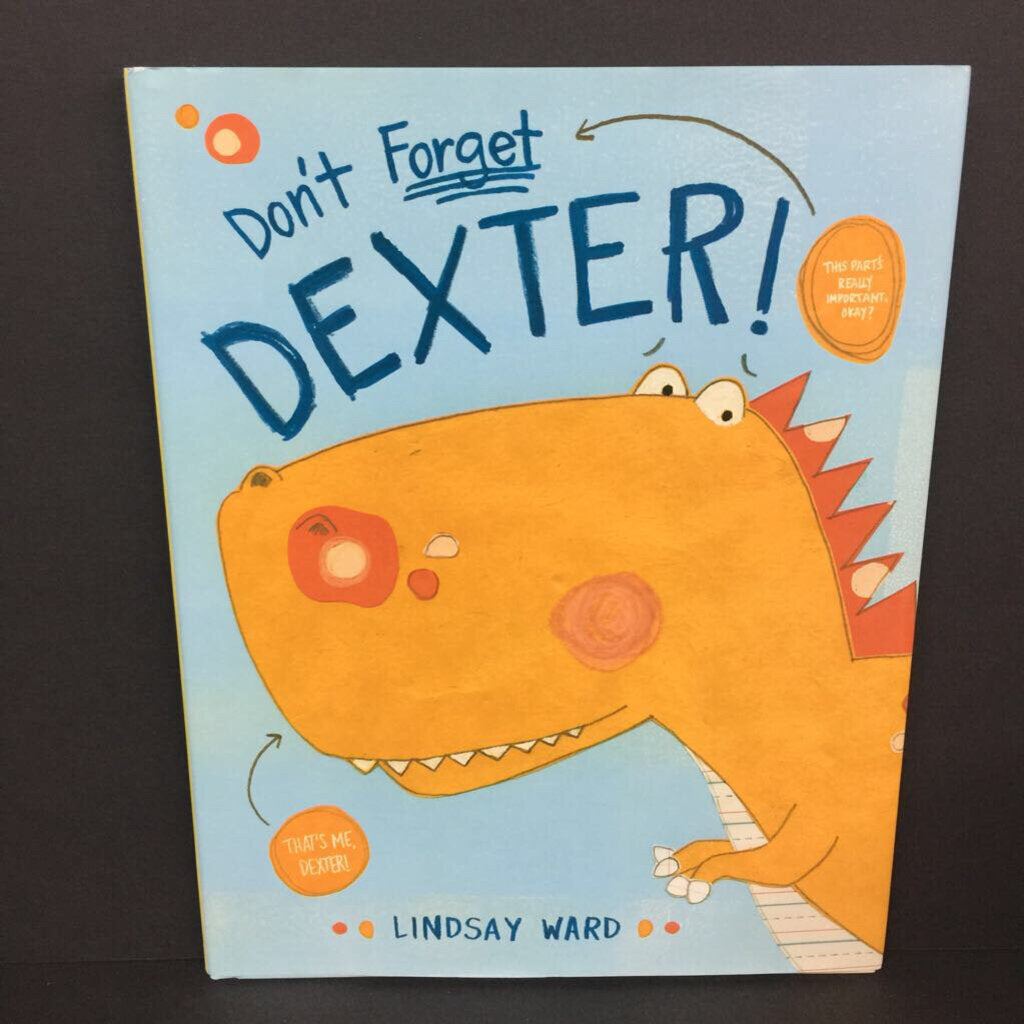 Don't Forget
DEXTER!
THIS PART'S
REALLY
IMPORTANT.
OKAY?
THAT'S ME,
DEXTER!
LINDSAY WARD